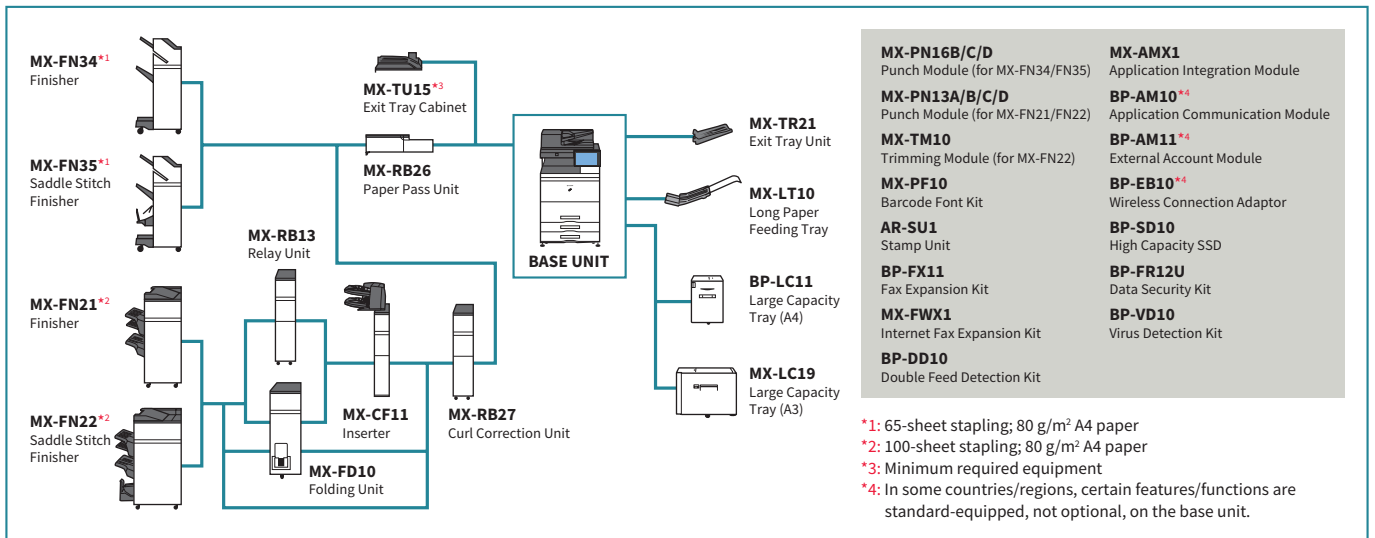 MX-FN34*1
Finisher
MX-FN35*1
Saddle Stitch
Finisher
MX-FN21*2
Finisher
MX-FN22*2
Saddle Stitch
Finisher
MX-TU15*3
Exit Tray Cabinet
MX-RB26
Paper Pass Unit
MX-RB13
Relay Unit
MX-CF11
Inserter
MX-RB27
Curl Correction Unit
MX-FD10
Folding Unit
BASE UNIT
MX-TR21
Exit Tray Unit
MX-LT10
Long Paper
Feeding Tray
BP-LC11
Large Capacity
Tray (A4)
MX-LC19
Large Capacity
Tray (A3)
MX-PN16B/C/D
Punch Module (for MX-FN34/FN35)
MX-PN13A/B/C/D
Punch Module (for MX-FN21/FN22)
MX-TM10
Trimming Module (for MX-FN22)
MX-PF10
Barcode Font Kit
AR-SU1
Stamp Unit
BP-FX11
Fax Expansion Kit
MX-FWX1
Internet Fax Expansion Kit
BP-DD10
Double Feed Detection Kit
MX-AMX1
Application Integration Module
BP-AM10*4
Application Communication Module
BP-AM11*4
External Account Module
BP-EB10*4
Wireless Connection Adaptor
BP-SD10
High Capacity SSD
BP-FR12U
Data Security Kit
BP-VD10
Virus Detection Kit
*1: 65-sheet stapling; 80 g/m² A4 paper
*2: 100-sheet stapling; 80 g/m² A4 paper
*3: Minimum required equipment
*4: In some countries/regions, certain features/functions are
standard-equipped, not optional, on the base unit.